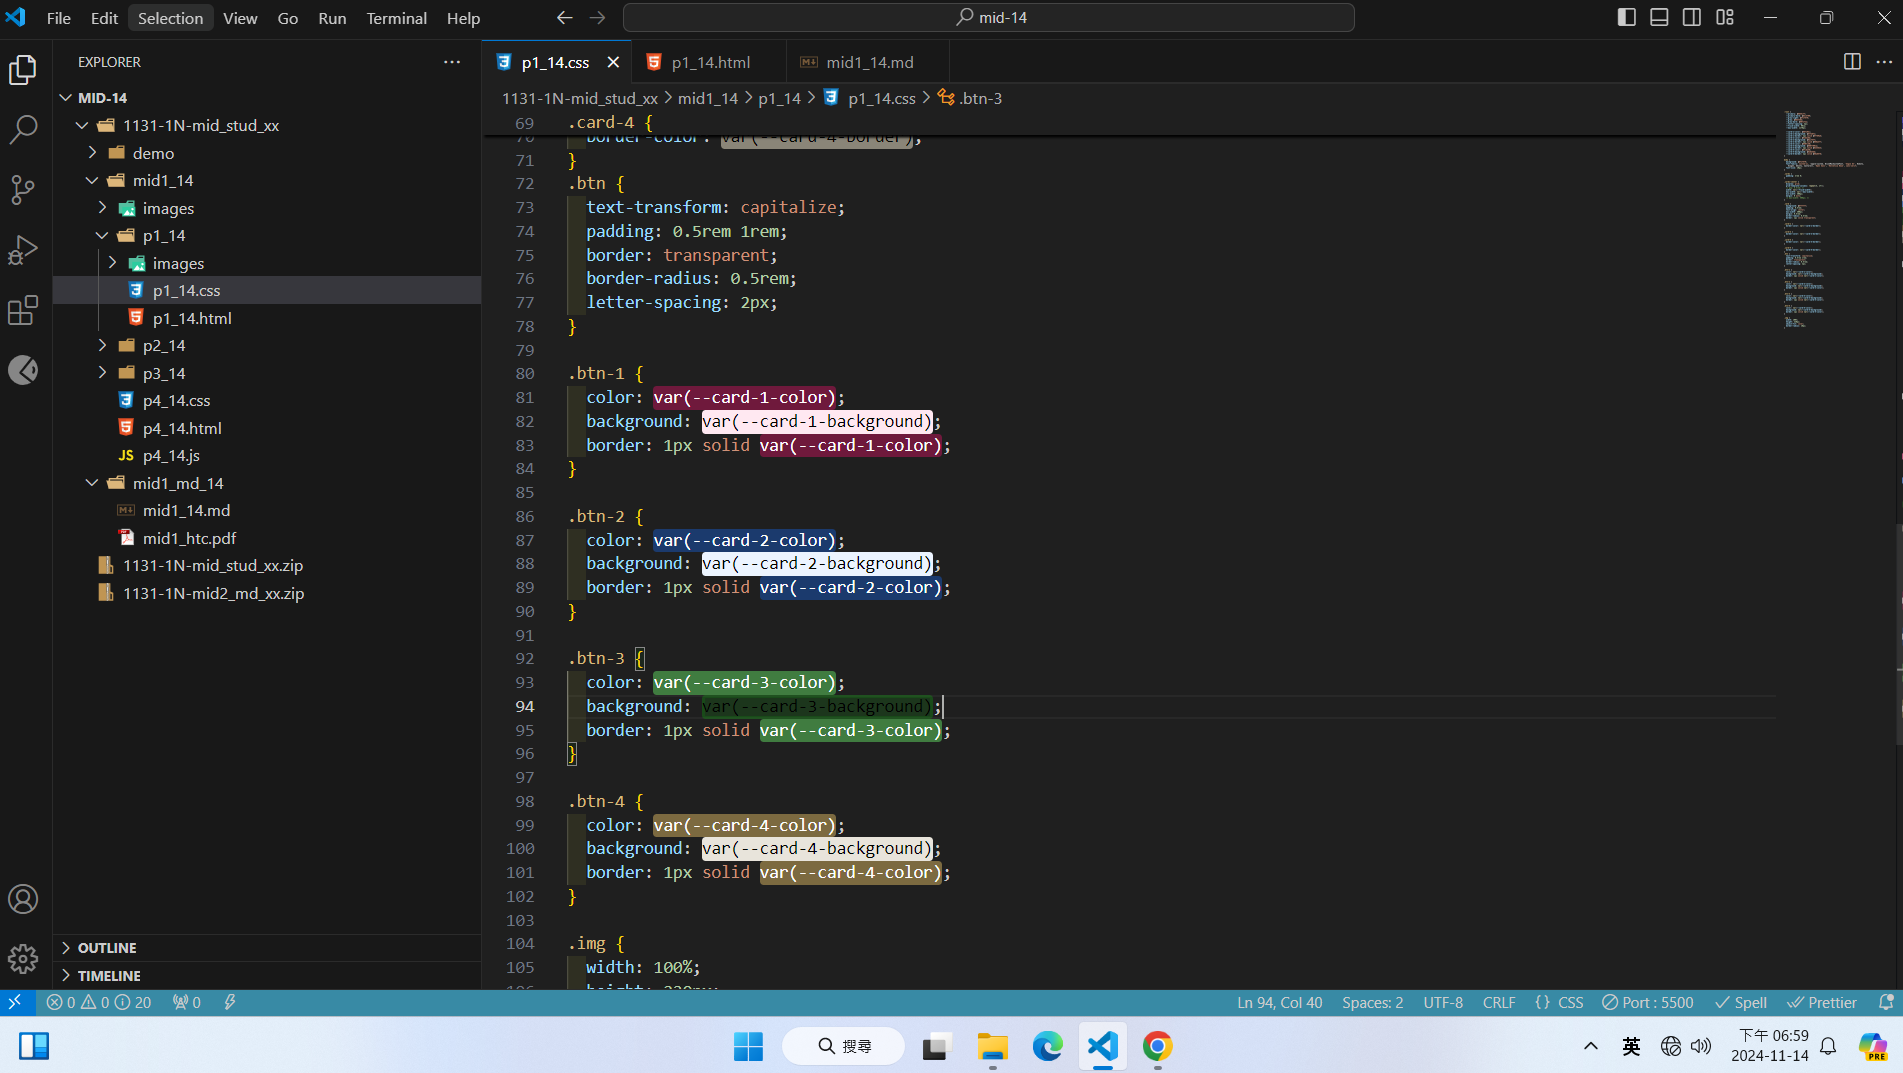 File Edit Selection View Go Run Terminal Help
mid-14
EXPLORER
MID-14
1131-1N-mid_stud_xx
demo
mid1_14
images
p1_14
images
p1_14.css
p1_14.html
p2_14
p3_14
p4_14.css
p4_14.html
JS p4_14.js
mid1_md_14
mid1_14.md
mid1_htc.pdf
1131-1N-mid_stud_xx.zip
1131-1N-mid2_md_xx.zip
OUTLINE
TIMELINE
p1_14.css p1_14.html mid1_14.md
1131-1N-mid_stud_xx > mid1_14 > p1_14 > p1_14.css > .btn-3
69 .card-4 {
70 border-color: var(--card-4-border);
71 }
72 .btn {
73 text-transform: capitalize;
74 padding: 0.5rem 1rem;
75 border: transparent;
76 border-radius: 0.5rem;
77 letter-spacing: 2px;
78 }
79
80 .btn-1 {
81 color: var(--card-1-color);
82 background: var(--card-1-background);
83 border: 1px solid var(--card-1-color);
84 }
85
86 .btn-2 {
87 color: var(--card-2-color);
88 background: var(--card-2-background);
89 border: 1px solid var(--card-2-color);
90 }
91
92 .btn-3 {
93 color: var(--card-3-color);
94 background: var(--card-3-background);
95 border: 1px solid var(--card-3-color);
96 }
97
98 .btn-4 {
99 color: var(--card-4-color);
100 background: var(--card-4-background);
101 border: 1px solid var(--card-4-color);
102 }
103
104 .img {
105 width: 100%;
0 0 20 0 Ln 94, Col 40 Spaces: 2 UTF-8 CRLF {} CSS Port : 5500 Spell Prettier
搜尋
英
下午 06:59
2024-11-14
PRE